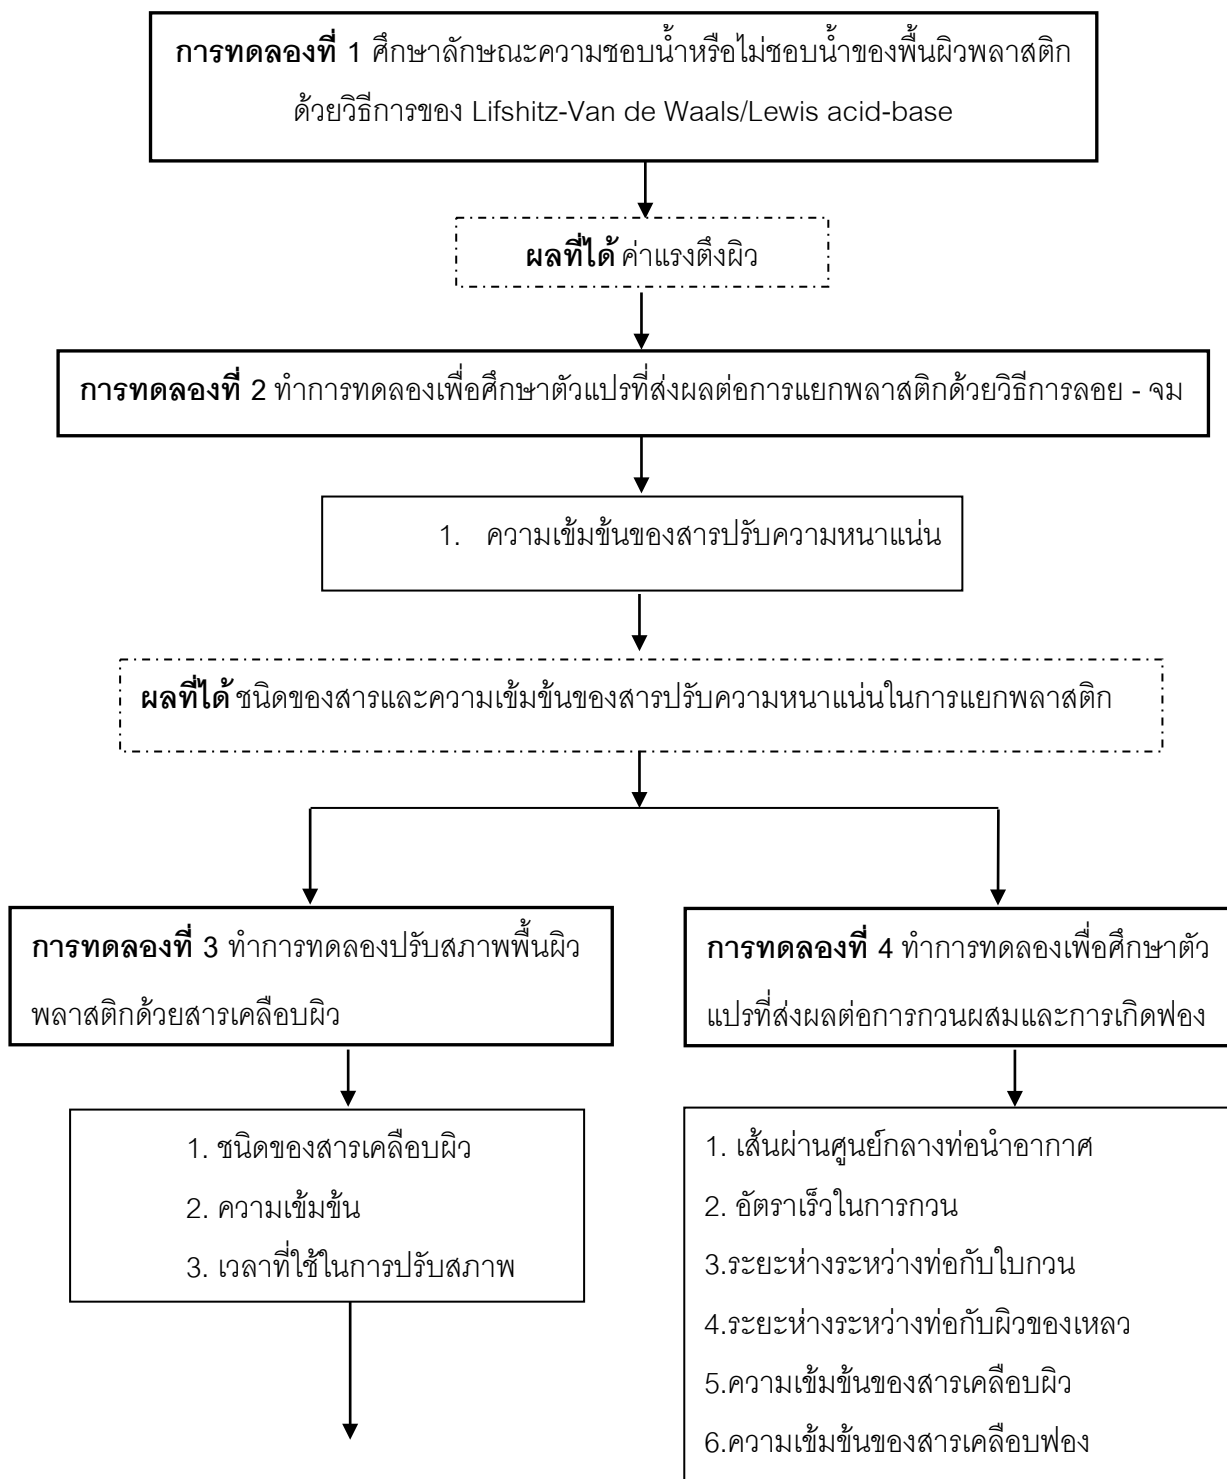 การทดลองที่ 1 ศึกษาลักษณะความชอบน้ำหรือไม่ชอบน้ำของพื้นผิวพลาสติก
ด้วยวิธีการของ Lifshitz-Van de Waals/Lewis acid-base
ผลที่ได้ ค่าแรงตึงผิว
การทดลองที่ 2 ทำการทดลองเพื่อศึกษาตัวแปรที่ส่งผลต่อการแยกพลาสติกด้วยวิธีการลอย - จม
1. ความเข้มข้นของสารปรับความหนาแน่น
ผลที่ได้ ชนิดของสารและความเข้มข้นของสารปรับความหนาแน่นในการแยกพลาสติก
การทดลองที่ 3 ทำการทดลองปรับสภาพพื้นผิว
พลาสติกด้วยสารเคลือบผิว
1. ชนิดของสารเคลือบผิว
2. ความเข้มข้น
3. เวลาที่ใช้ในการปรับสภาพ
การทดลองที่ 4 ทำการทดลองเพื่อศึกษาตัว
แปรที่ส่งผลต่อการกวนผสมและการเกิดฟอง
1. เส้นผ่านศูนย์กลางท่อนำอากาศ
2. อัตราเร็วในการกวน
3.ระยะห่างระหว่างท่อกับใบกวน
4.ระยะห่างระหว่างท่อกับผิวของเหลว
5.ความเข้มข้นของสารเคลือบผิว
6.ความเข้มข้นของสารเคลือบฟอง